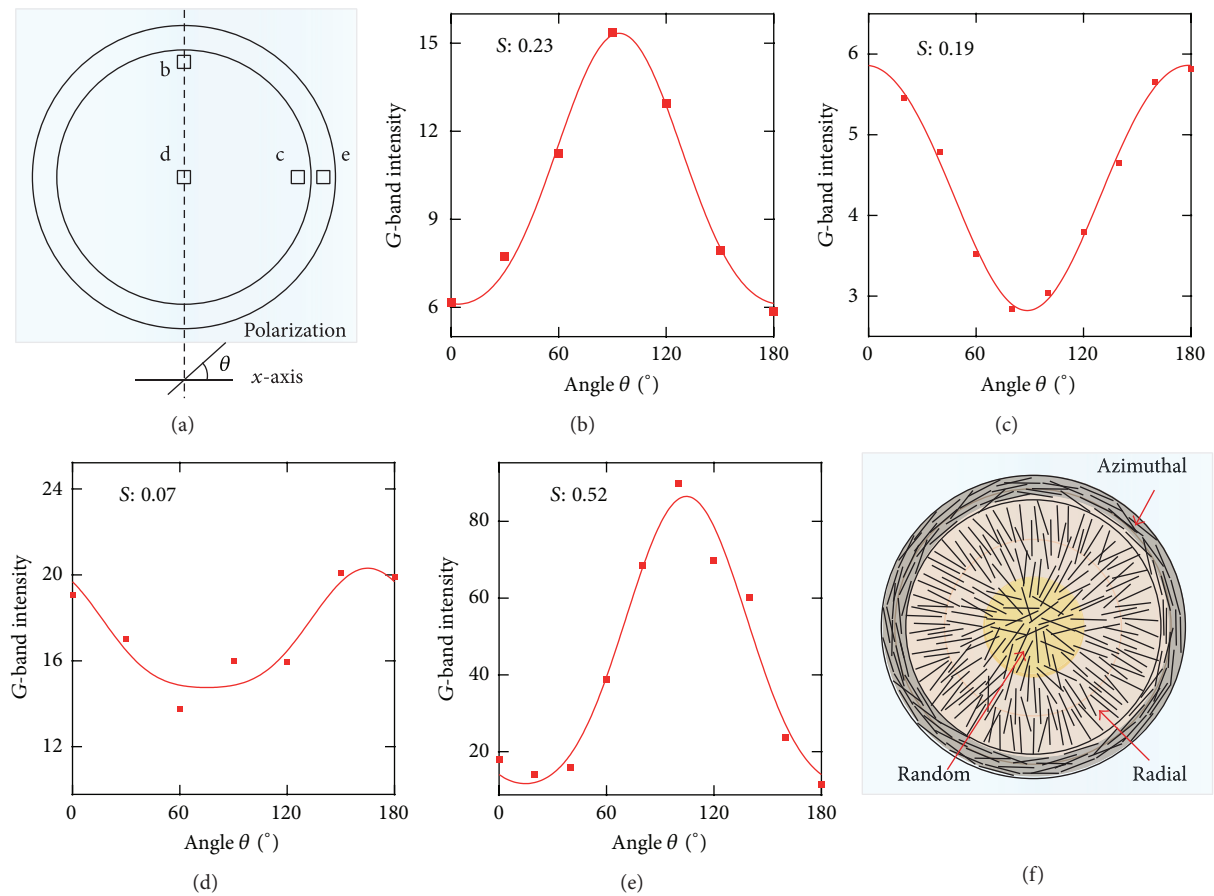 b
d
c
e
Polarization
θ
x-axis
(a)
S: 0.23
G-band intensity
15
12
9
6
0
60
120
180
Angle θ (°)
(b)
S: 0.19
G-band intensity
6
5
4
3
0
60
120
180
Angle θ (°)
(c)
S: 0.07
G-band intensity
24
20
16
12
0
60
120
180
Angle θ (°)
(d)
S: 0.52
G-band intensity
80
60
40
20
0
60
120
180
Angle θ (°)
(e)
Azimuthal
Random
Radial
(f)